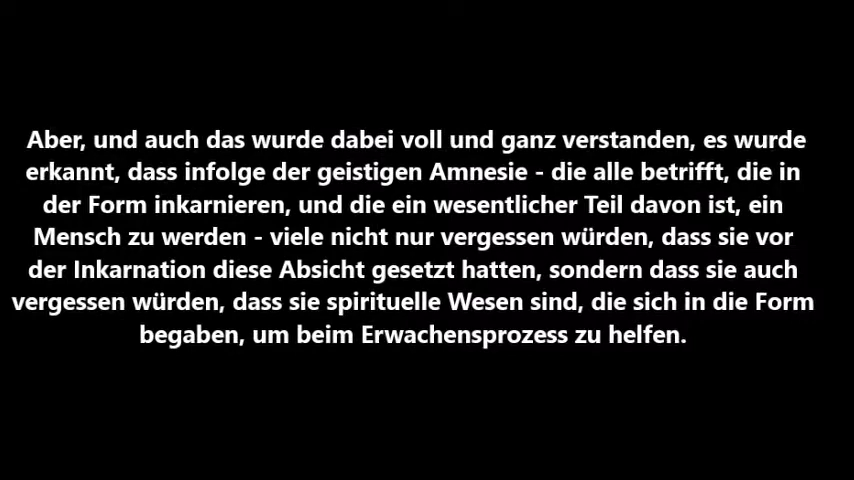 Aber, und auch das wurde dabei voll und ganz verstanden, es wurde
erkannt, dass infolge der geistigen Amnesie - die alle betrifft, die in
der Form inkarnieren, und die ein wesentlicher Teil davon ist, ein
Mensch zu werden - viele nicht nur vergessen würden, dass sie vor
der Inkarnation diese Absicht gesetzt hatten, sondern dass sie auch
vergessen würden, dass sie spirituelle Wesen sind, die sich in die Form
begaben, um beim Erwachensprozess zu helfen.